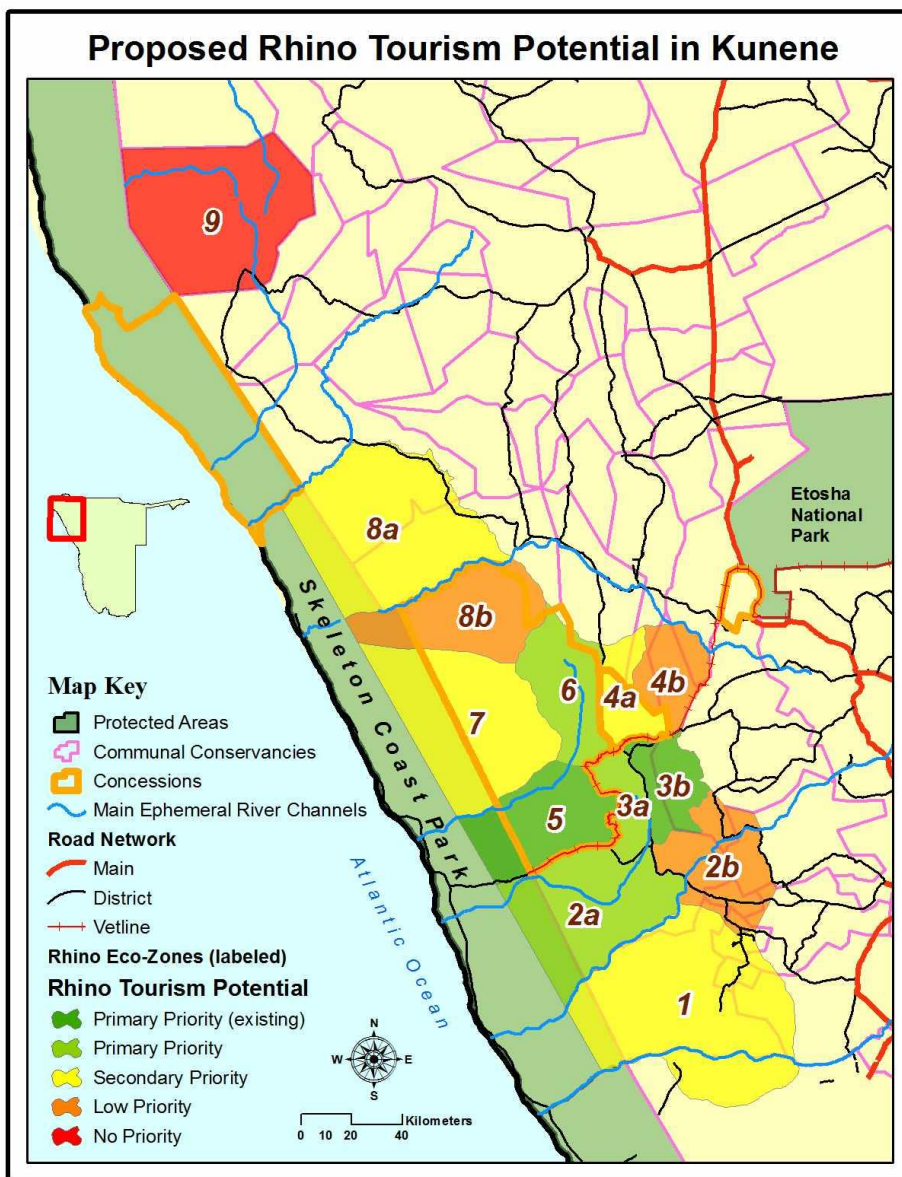 Proposed Rhino Tourism Potential in Kunene
9
Etosha
National
Park
8a
8b
6
4a
4b
7
Skeleton Coast Park
5
3a
3b
2b
2a
1
Atlantic Ocean
Map Key
Protected Areas
Communal Conservancies
Concessions
Main Ephemeral River Channels
Road Network
Main
District
Vetline
Rhino Eco-Zones (labeled)
Rhino Tourism Potential
Primary Priority (existing)
Primary Priority
Secondary Priority
Low Priority
No Priority
N
W E
S
Kilometers
0 10 20 40